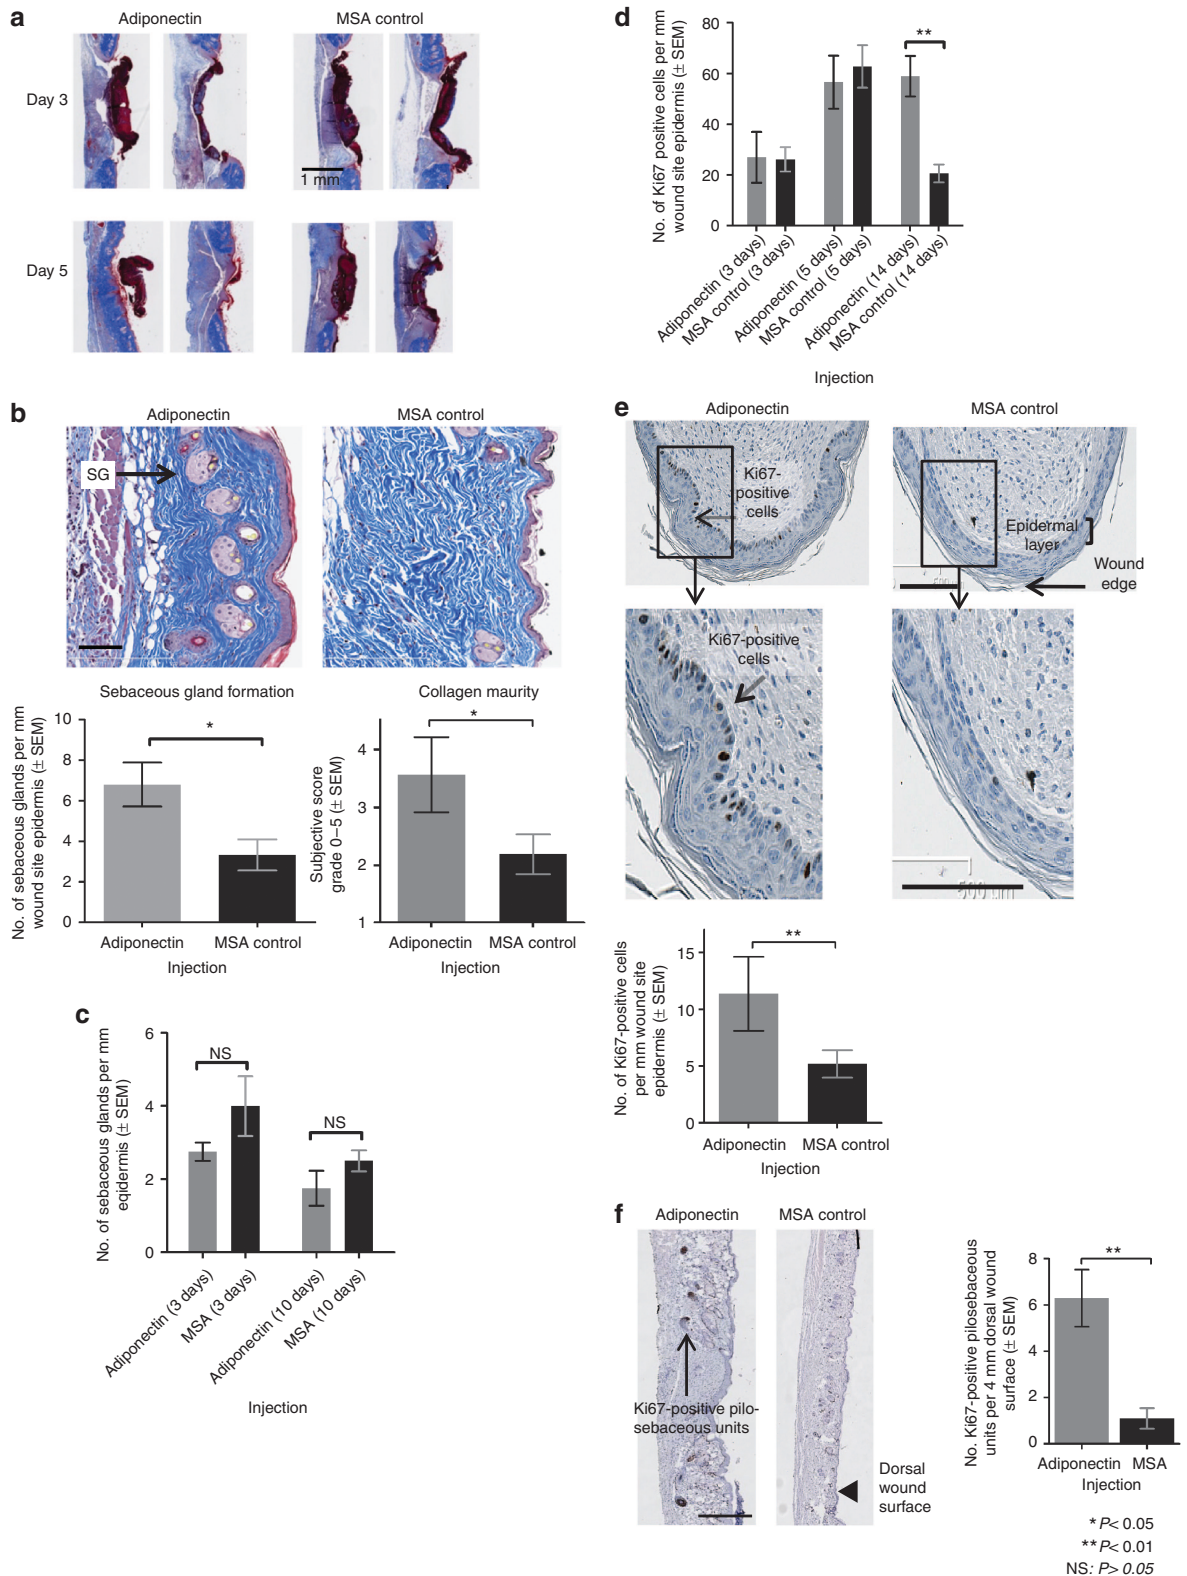 a
Adiponectin
MSA control
Day 3
1 mm
Day 5
b
Adiponectin
MSA control
SG
Sebaceous gland formation
No. of sebaceous glands per mm
wound site epidermis (± SEM)
10
8
6
4
2
0
*
Adiponectin
MSA control
Injection
Collagen maurity
Subjective score
grade 0–5 (± SEM)
4
3
2
1
*
Adiponectin
MSA control
Injection
c
No. of sebaceous glands per mm
eqidermis (± SEM)
6
4
2
0
NS
NS
Adiponectin (3 days)
MSA (3 days)
Adiponectin (10 days)
MSA (10 days)
Injection
d
No. of Ki67 positive cells per mm
wound site epidermis (± SEM)
80
60
40
20
0
**
Adiponectin (3 days)
MSA control (3 days)
Adiponectin (5 days)
MSA control (5 days)
Adiponectin (14 days)
MSA control (14 days)
Injection
e
Adiponectin
MSA control
Ki67-
positive
cells
Epidermal
layer
Wound
edge
Ki67-positive
cells
500 µm
No. of Ki67-positive cells
per mm wound site
epidermis (± SEM)
15
10
5
0
**
Adiponectin
MSA control
Injection
f
Adiponectin
MSA control
Ki67-positive pilo-
sebaceous units
Dorsal
wound
surface
No. Ki67-positive pilosebaceous
units per 4 mm dorsal wound
surface (± SEM)
8
6
4
2
0
**
Adiponectin
MSA
Injection
* P< 0.05
** P< 0.01
NS: P> 0.05